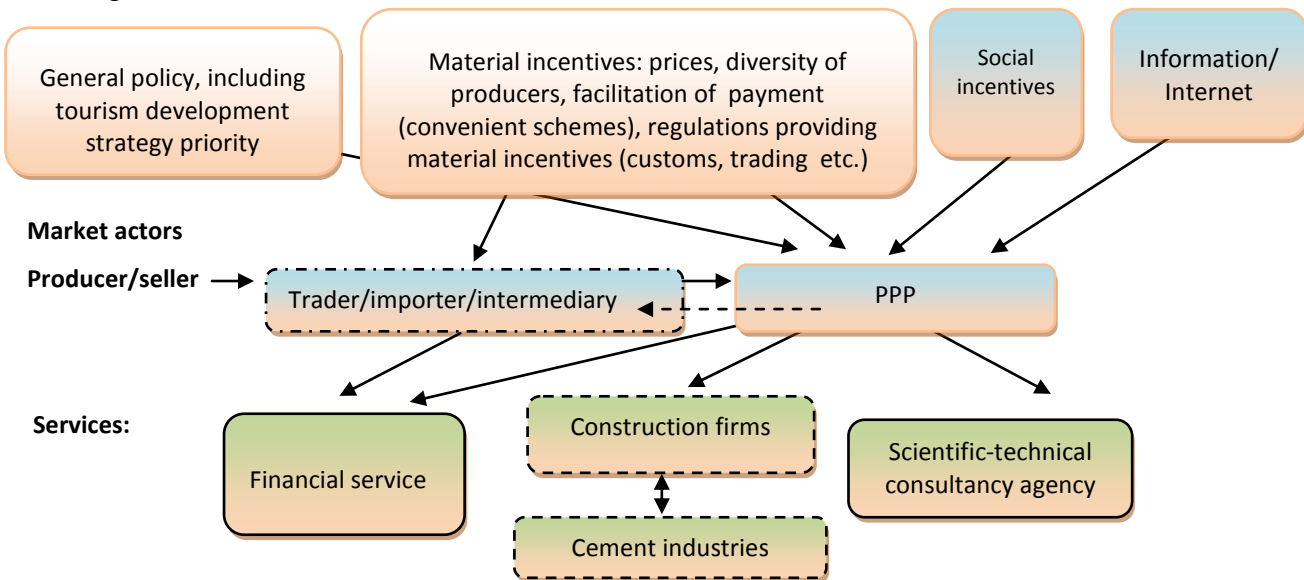 General policy, including
tourism development
strategy priority
Material incentives: prices, diversity of
producers, facilitation of payment
(convenient schemes), regulations providing
material incentives (customs, trading etc.)
Social
incentives
Information/
Internet
Market actors
Producer/seller
Trader/importer/intermediary
PPP
Services:
Financial service
Construction firms
Scientific-technical
consultancy agency
Cement industries